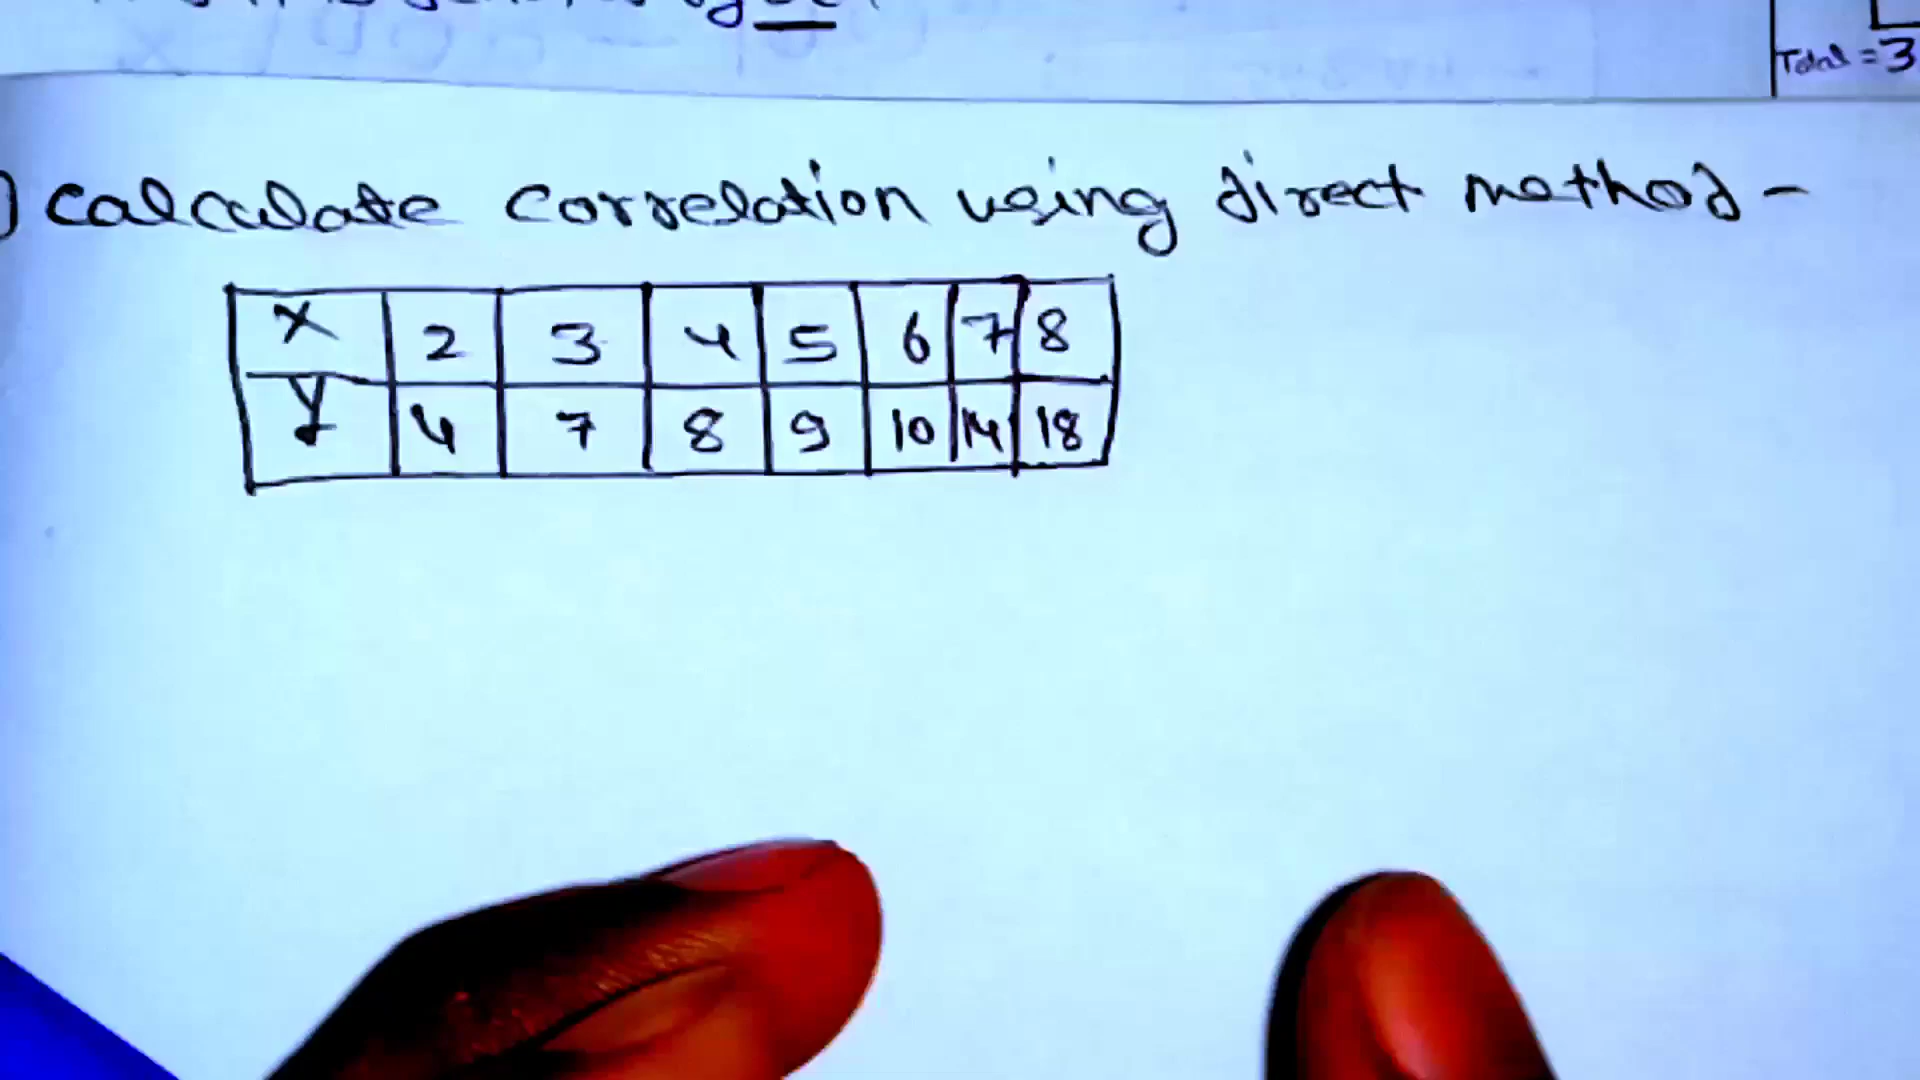 Total = 3
) Calculate correlation using direct method -
X 2 3 4 5 6 7 8
Y 4 7 8 9 10 14 18